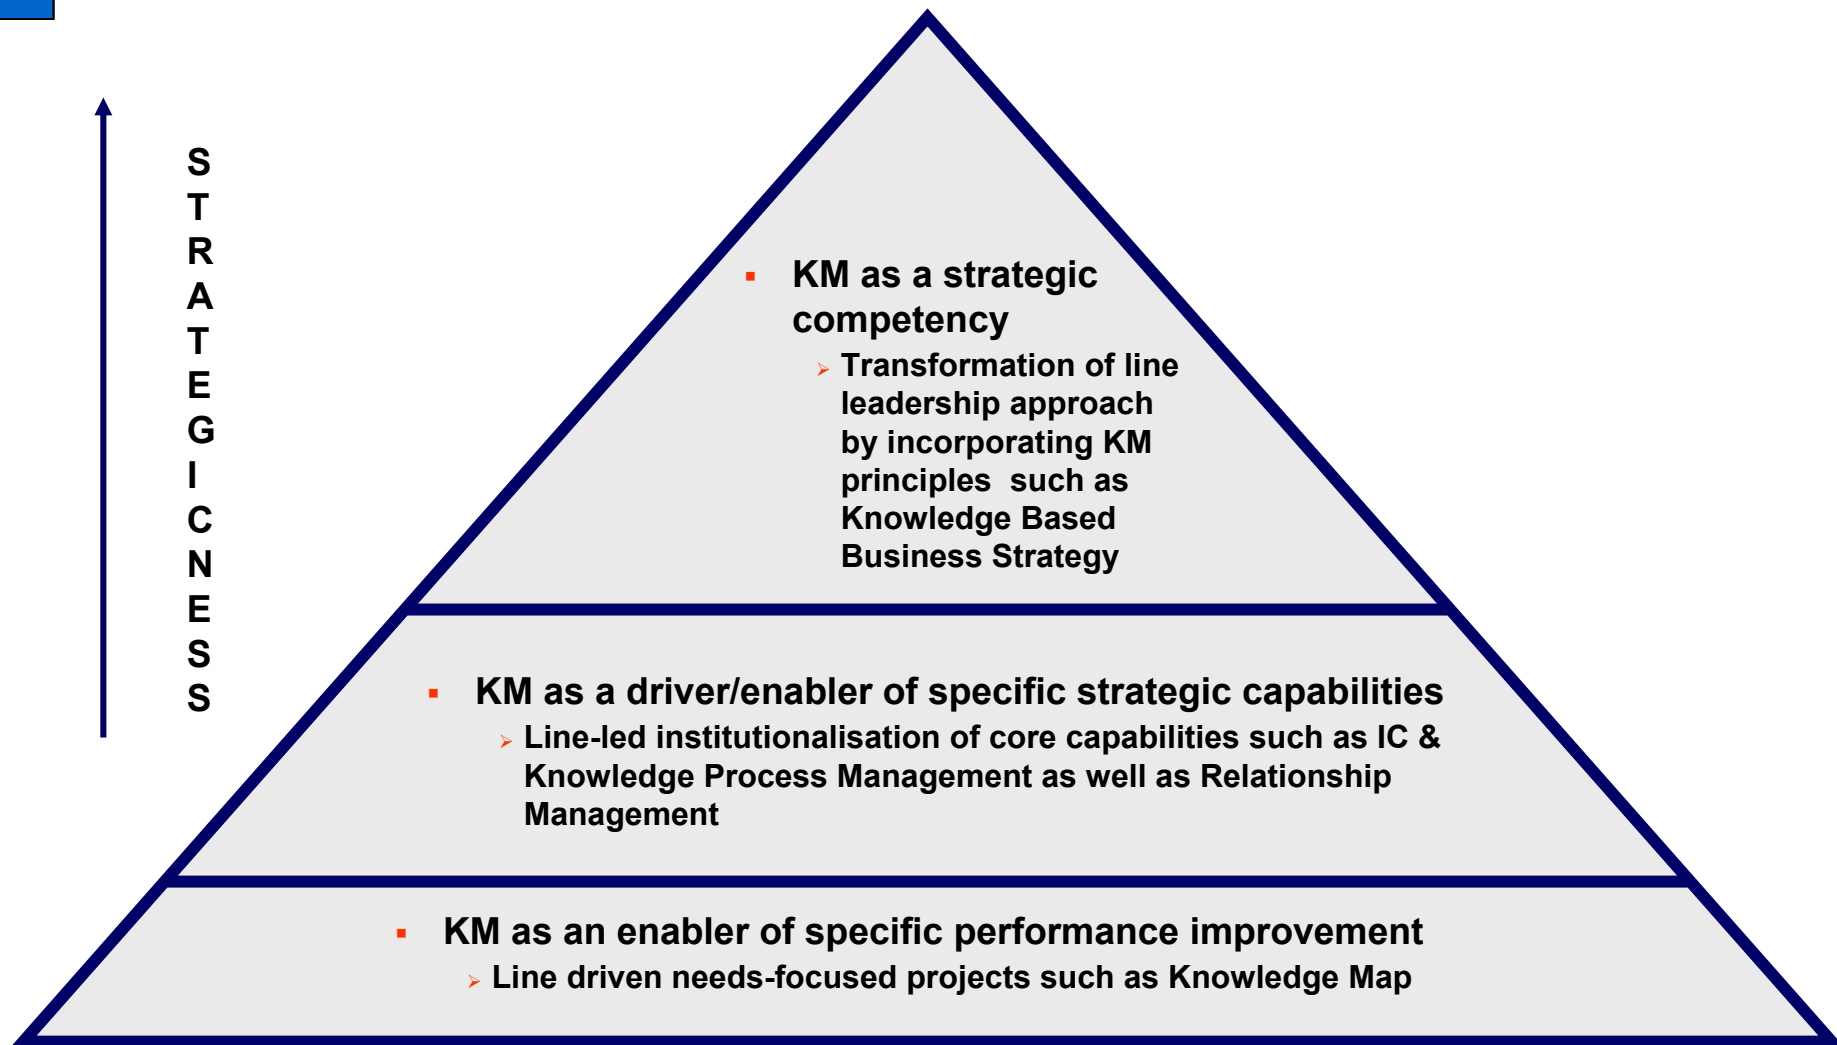 S
T
R
A
T
E
G
I
C
N
E
S
S
KM as a strategic
competency
Transformation of line
leadership approach
by incorporating KM
principles such as
Knowledge Based
Business Strategy
KM as a driver/enabler of specific strategic capabilities
Line-led institutionalisation of core capabilities such as IC &
Knowledge Process Management as well as Relationship
Management
KM as an enabler of specific performance improvement
Line driven needs-focused projects such as Knowledge Map